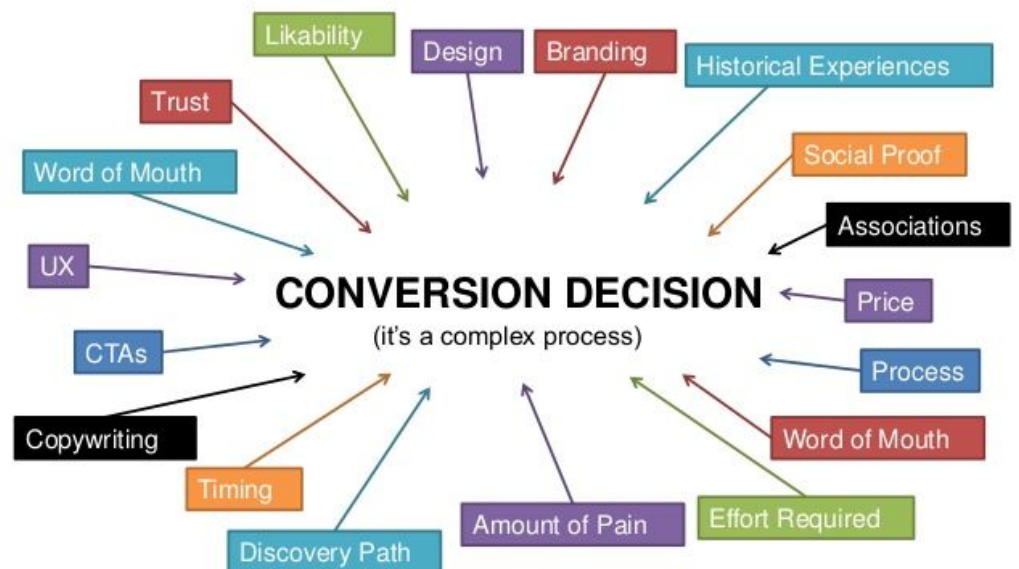 Likability
Design
Branding
Historical Experiences
Trust
Social Proof
Word of Mouth
Associations
UX
CONVERSION DECISION
Price
(it's a complex process)
CTAs
Process
Copywriting
Word of Mouth
Timing
Amount of Pain
Effort Required
Discovery Path